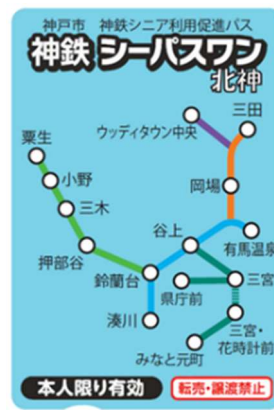 神戸市 神鉄シニア利用促進パス
神鉄 シーパスワン
北神
ウッディタウン中央
三田
粟生
小野
三木
岡場
谷上
有馬温泉
押部谷
鈴蘭台
三宮
県庁前
湊川
三宮・
花時計前
みなと元町
本人限り有効
転売・譲渡禁止